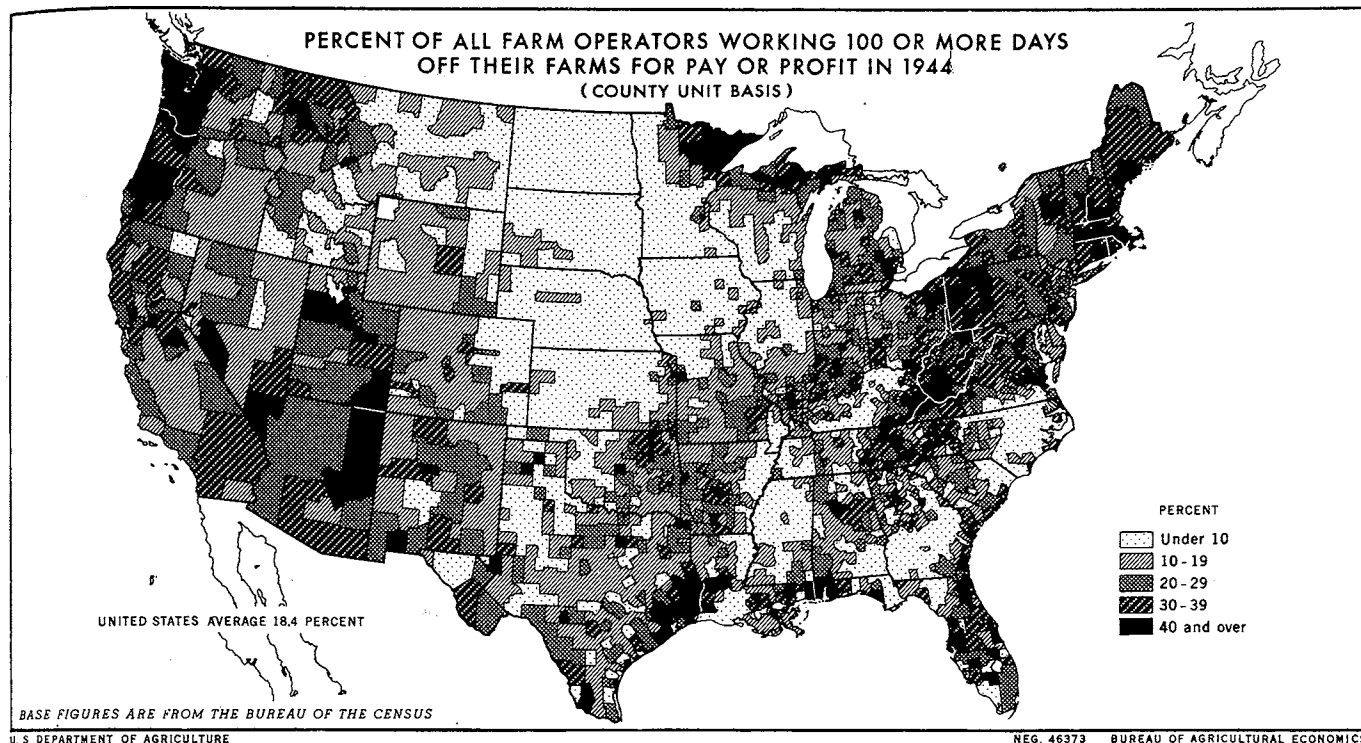 PERCENT OF ALL FARM OPERATORS WORKING 100 OR MORE DAYS
OFF THEIR FARMS FOR PAY OR PROFIT IN 1944
(COUNTY UNIT BASIS)
PERCENT
Under 10
10-19
20-29
30-39
40 and over
UNITED STATES AVERAGE 18.4 PERCENT
BASE FIGURES ARE FROM THE BUREAU OF THE CENSUS
U.S DEPARTMENT OF AGRICULTURE
NEG. 46373 BUREAU OF AGRICULTURAL ECONOMICS